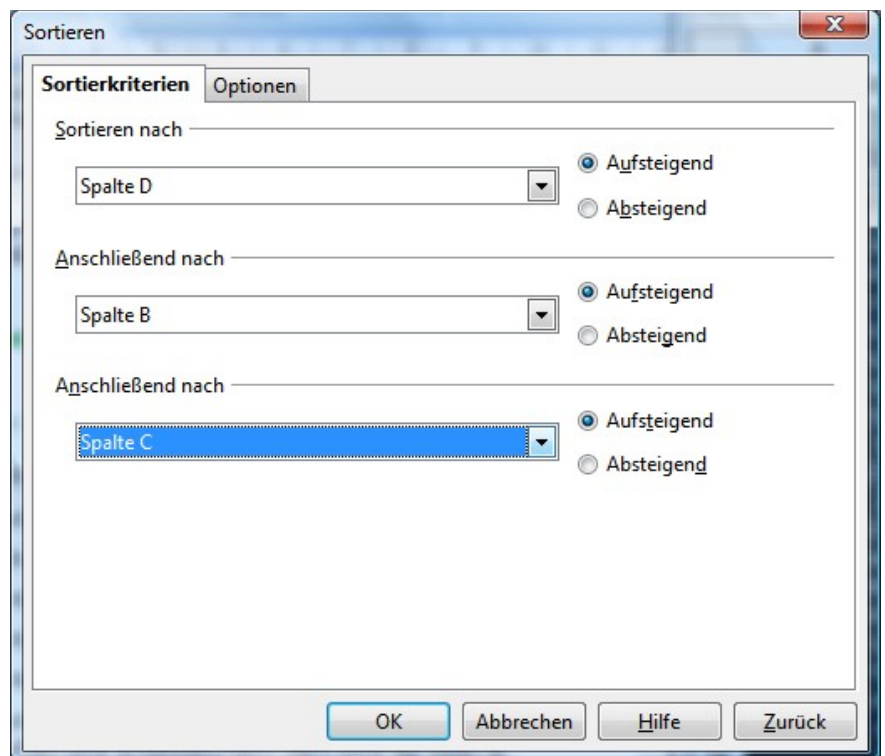 Sortieren
Sortierkriterien Optionen
Sortieren nach
Spalte D
Aufsteigend
Absteigend
Anschließend nach
Spalte B
Aufsteigend
Absteigend
Anschließend nach
Spalte C
Aufsteigend
Absteigend
OK Abbrechen Hilfe Zurück